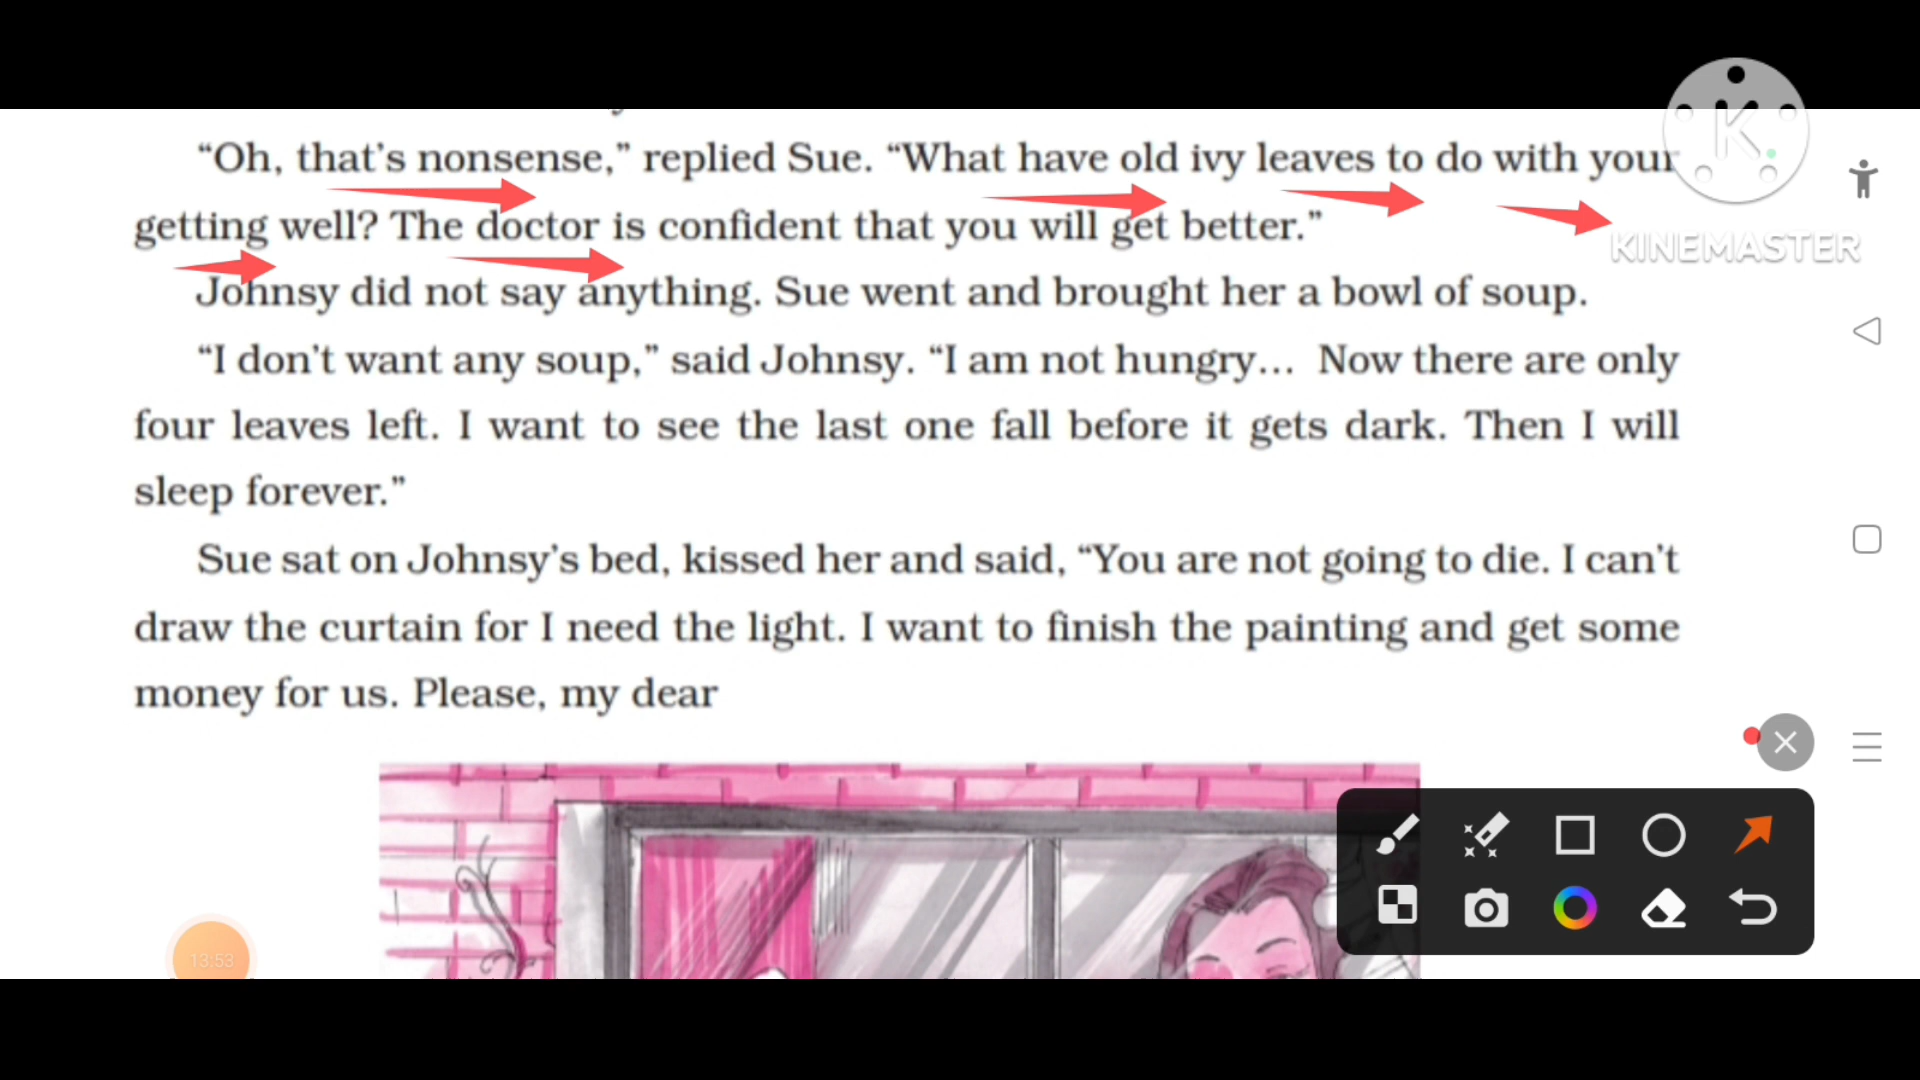 “Oh, that’s nonsense,” replied Sue. “What have old ivy leaves to do with your
getting well? The doctor is confident that you will get better.”
Johnsy did not say anything. Sue went and brought her a bowl of soup.
“I don’t want any soup,” said Johnsy. “I am not hungry... Now there are only
four leaves left. I want to see the last one fall before it gets dark. Then I will
sleep forever.”
Sue sat on Johnsy’s bed, kissed her and said, “You are not going to die. I can’t
draw the curtain for I need the light. I want to finish the painting and get some
money for us. Please, my dear
K.
KINEMASTER
13:53